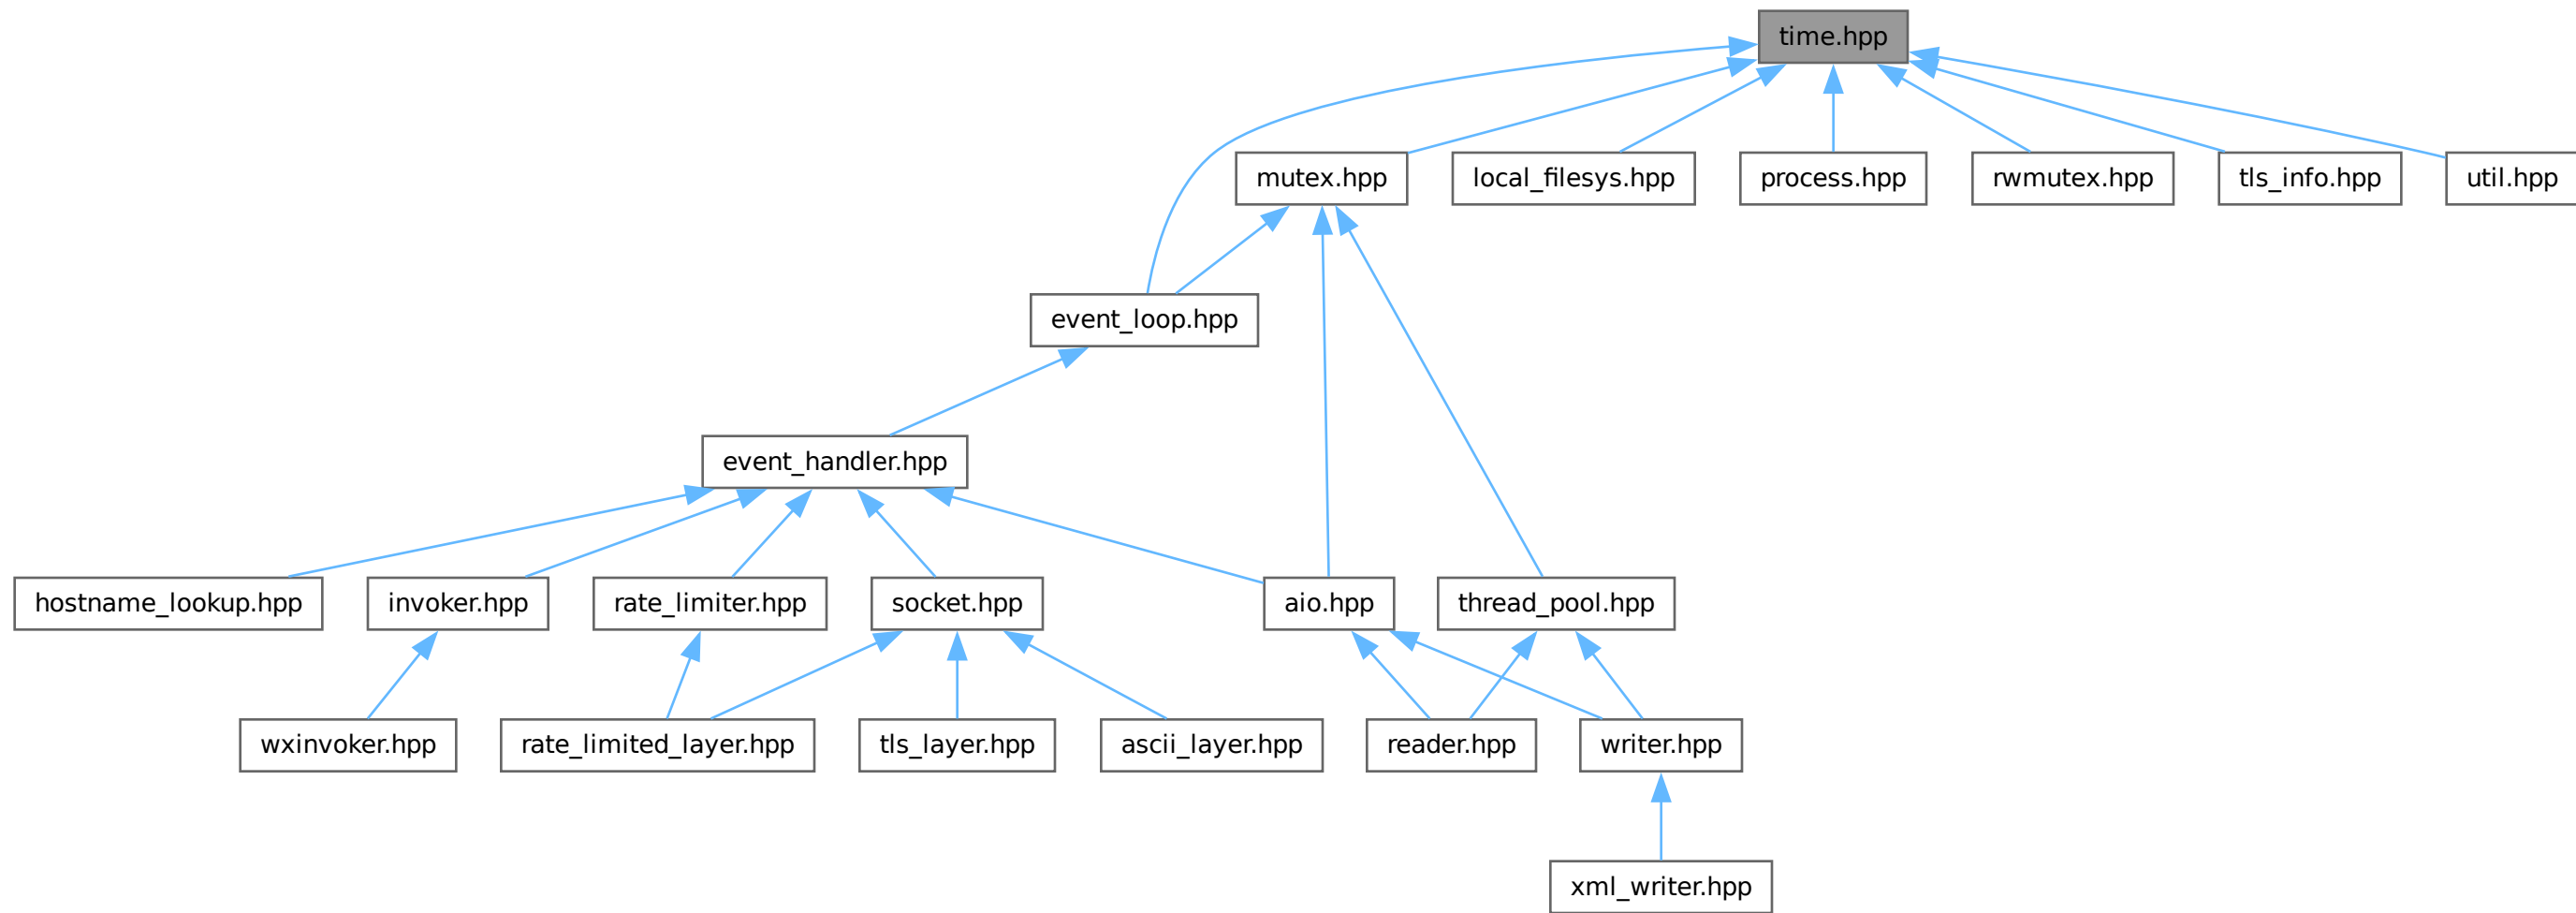 time.hpp
mutex.hpp
local_filesys.hpp
process.hpp
rwmutex.hpp
tls_info.hpp
util.hpp
event_loop.hpp
event_handler.hpp
hostname_lookup.hpp
invoker.hpp
rate_limiter.hpp
socket.hpp
aio.hpp
thread_pool.hpp
wxinvoker.hpp
rate_limited_layer.hpp
tls_layer.hpp
ascii_layer.hpp
reader.hpp
writer.hpp
xml_writer.hpp